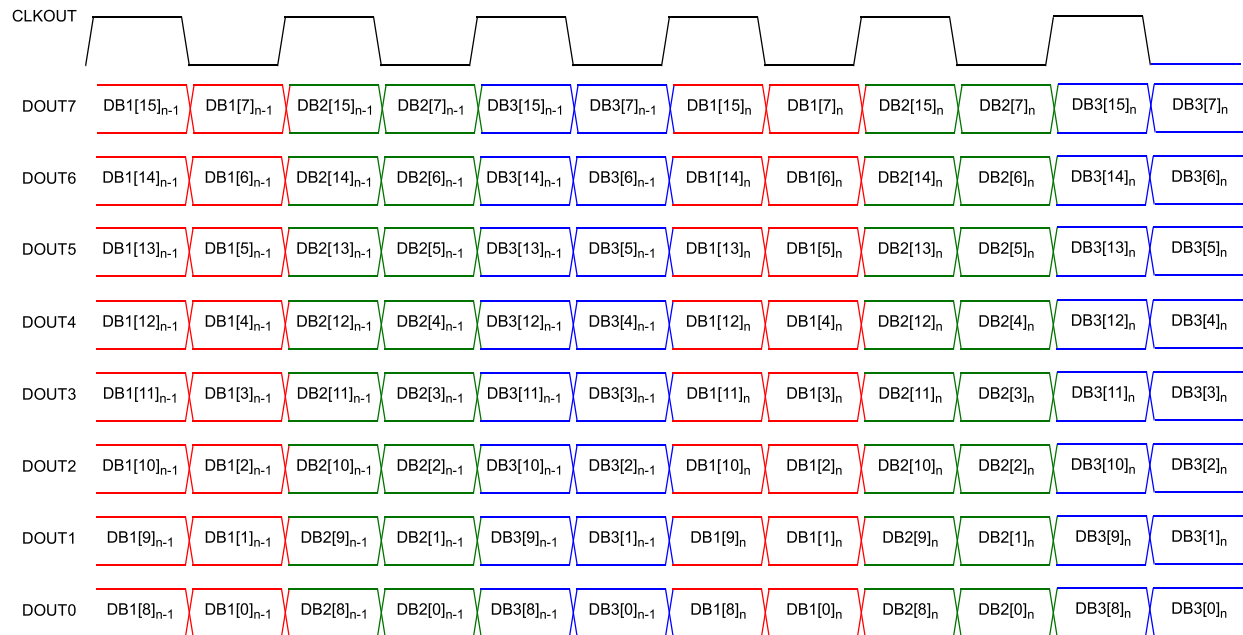 CLKOUT
DOUT7 DB1[15]n-1 DB1[7]n-1 DB2[15]n-1 DB2[7]n-1 DB3[15]n-1 DB3[7]n-1 DB1[15]n DB1[7]n DB2[15]n DB2[7]n DB3[15]n DB3[7]n
DOUT6 DB1[14]n-1 DB1[6]n-1 DB2[14]n-1 DB2[6]n-1 DB3[14]n-1 DB3[6]n-1 DB1[14]n DB1[6]n DB2[14]n DB2[6]n DB3[14]n DB3[6]n
DOUT5 DB1[13]n-1 DB1[5]n-1 DB2[13]n-1 DB2[5]n-1 DB3[13]n-1 DB3[5]n-1 DB1[13]n DB1[5]n DB2[13]n DB2[5]n DB3[13]n DB3[5]n
DOUT4 DB1[12]n-1 DB1[4]n-1 DB2[12]n-1 DB2[4]n-1 DB3[12]n-1 DB3[4]n-1 DB1[12]n DB1[4]n DB2[12]n DB2[4]n DB3[12]n DB3[4]n
DOUT3 DB1[11]n-1 DB1[3]n-1 DB2[11]n-1 DB2[3]n-1 DB3[11]n-1 DB3[3]n-1 DB1[11]n DB1[3]n DB2[11]n DB2[3]n DB3[11]n DB3[3]n
DOUT2 DB1[10]n-1 DB1[2]n-1 DB2[10]n-1 DB2[2]n-1 DB3[10]n-1 DB3[2]n-1 DB1[10]n DB1[2]n DB2[10]n DB2[2]n DB3[10]n DB3[2]n
DOUT1 DB1[9]n-1 DB1[1]n-1 DB2[9]n-1 DB2[1]n-1 DB3[9]n-1 DB3[1]n-1 DB1[9]n DB1[1]n DB2[9]n DB2[1]n DB3[9]n DB3[1]n
DOUT0 DB1[8]n-1 DB1[0]n-1 DB2[8]n-1 DB2[0]n-1 DB3[8]n-1 DB3[0]n-1 DB1[8]n DB1[0]n DB2[8]n DB2[0]n DB3[8]n DB3[0]n